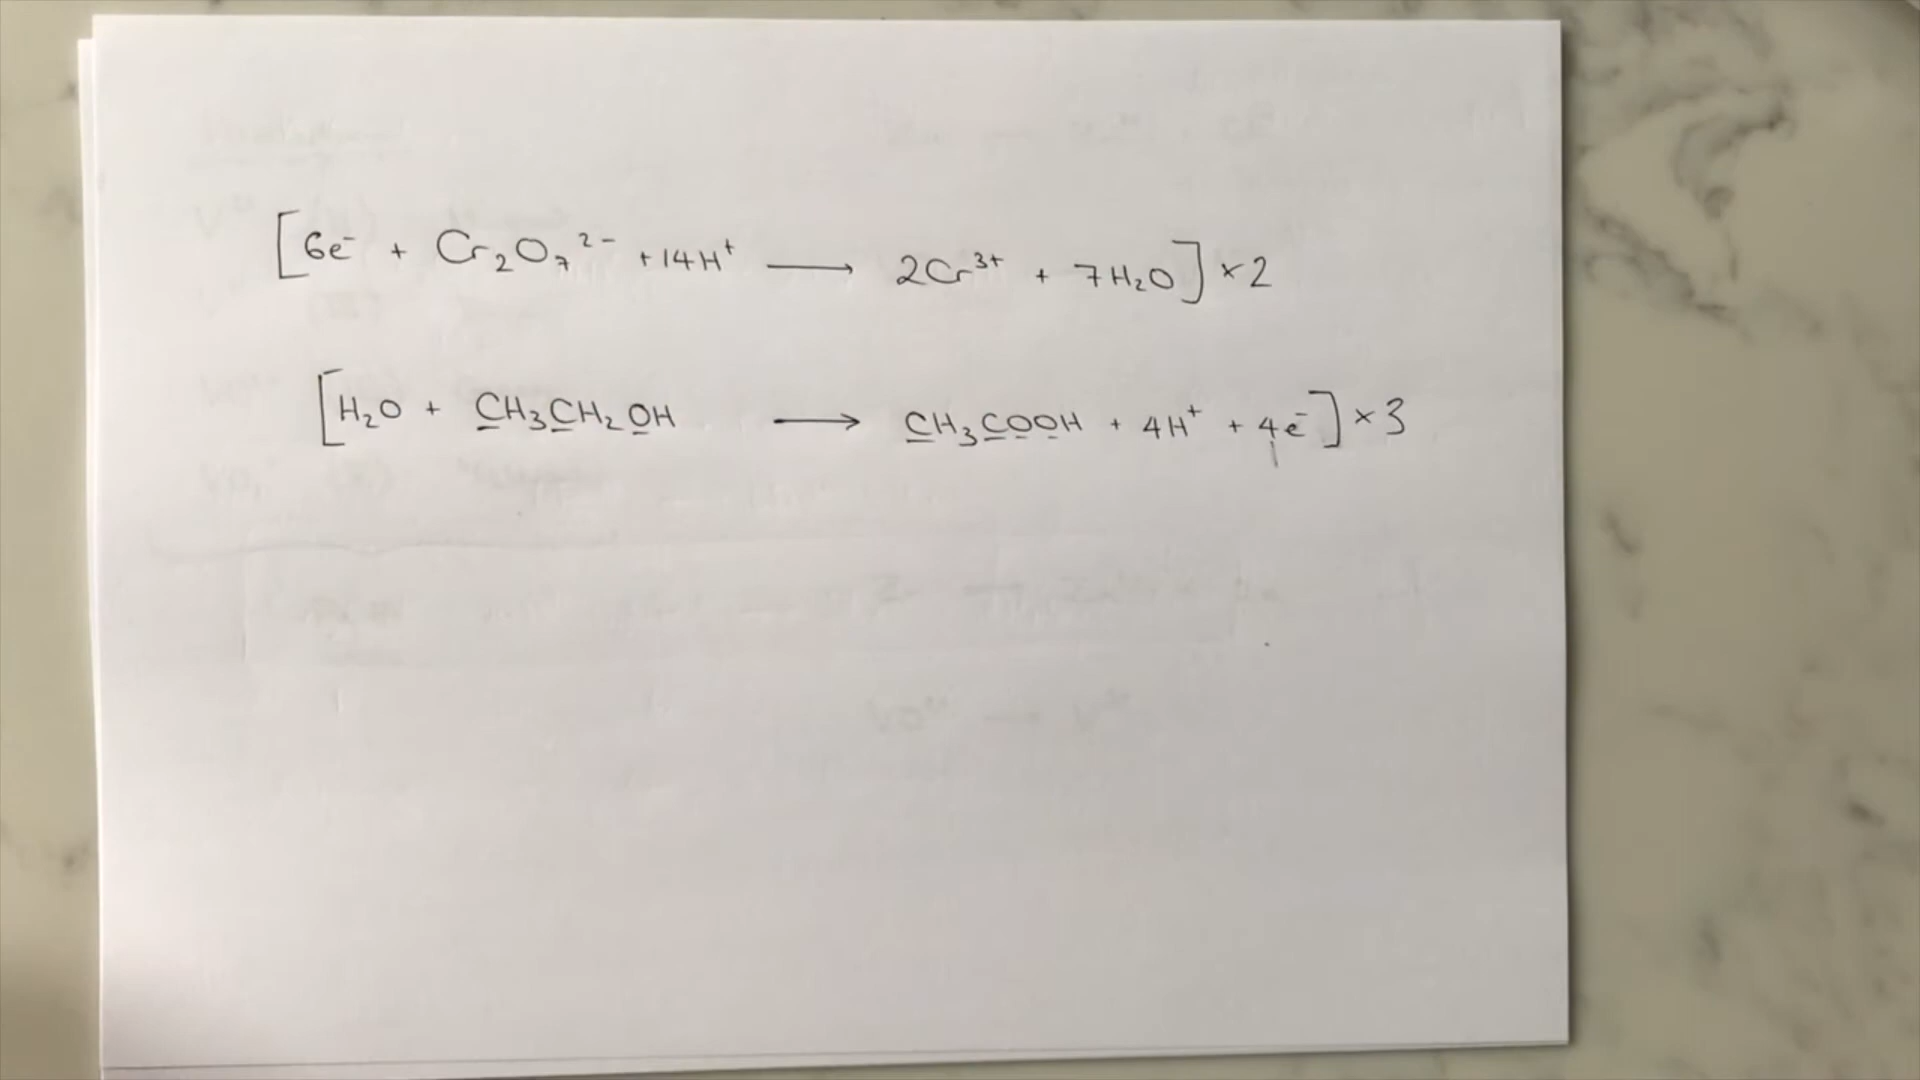 [6e⁻ + Cr₂O₇²⁻ + 14H⁺ ⟶ 2Cr³⁺ + 7H₂O] × 2
[H₂O + CH₃CH₂OH ⟶ CH₃COOH + 4H⁺ + 4e⁻] × 3